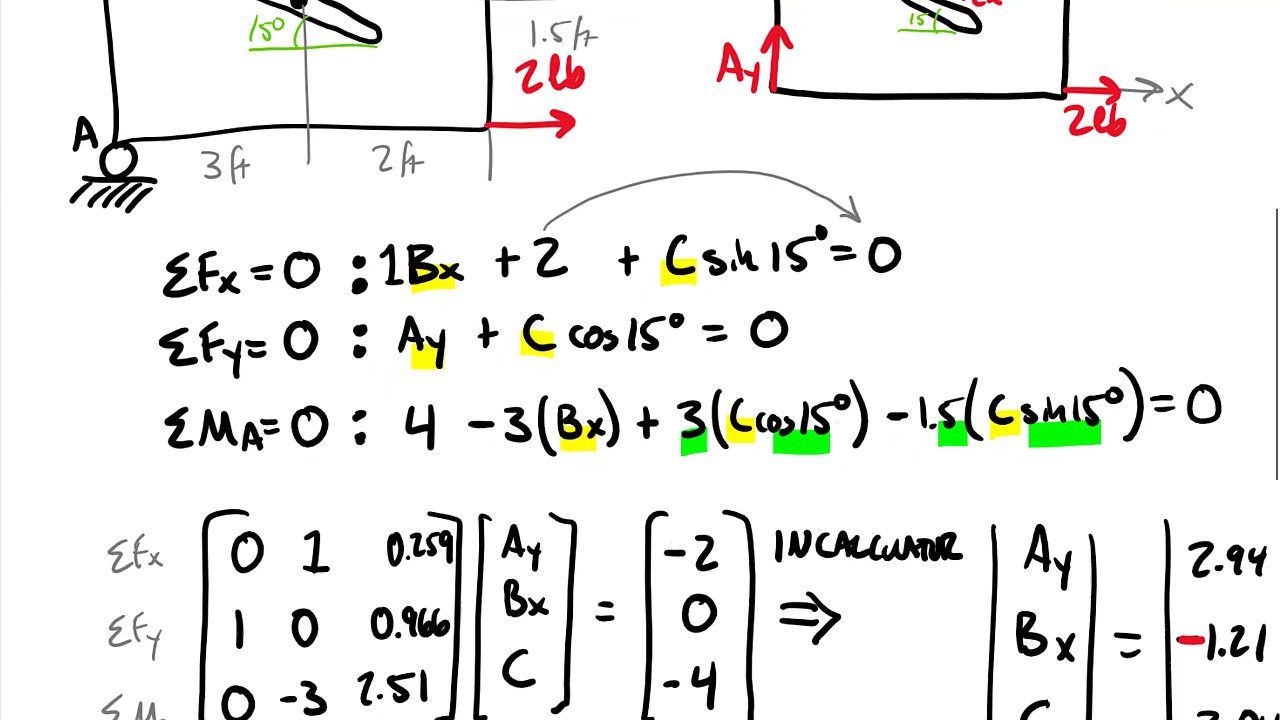 15°
15
1.5ft
2lb
Ay
A
2lb
X
3ft
2ft
ΣFx = 0 : 1Bx + 2 + C sin 15° = 0
ΣFy = 0 : Ay + C cos 15° = 0
ΣMA = 0 : 4 - 3(Bx) + 3(C cos 15°) - 1.5(C sin 15°) = 0
ΣFx 0 1 0.259 Ay -2 IN CALCULATOR Ay 2.94
ΣFy 1 0 0.966 Bx = 0 ⇒ Bx = -1.21
0 -3 2.51 C -4